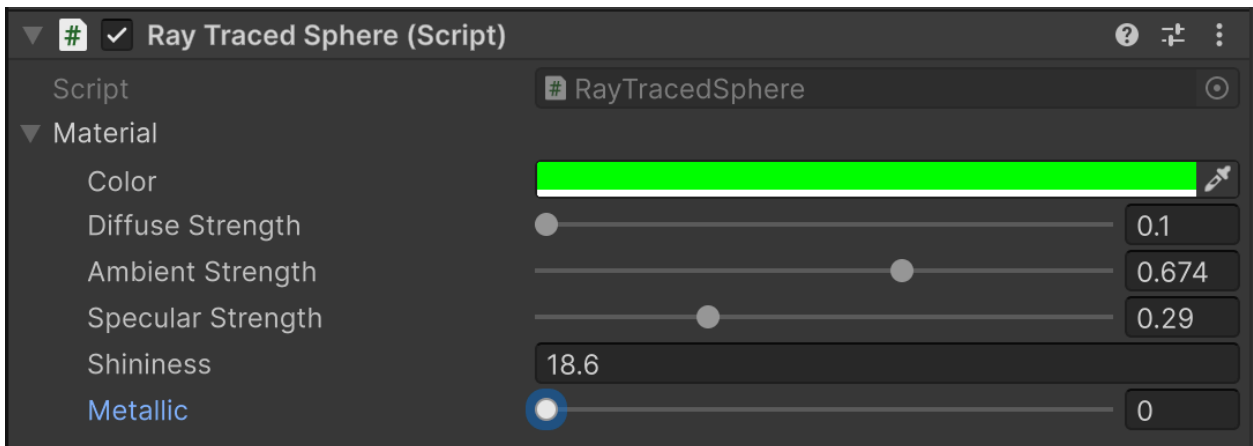 # Ray Traced Sphere (Script) ?
Script # RayTracedSphere
Material
Color
Diffuse Strength 0.1
Ambient Strength 0.674
Specular Strength 0.29
Shininess 18.6
Metallic 0